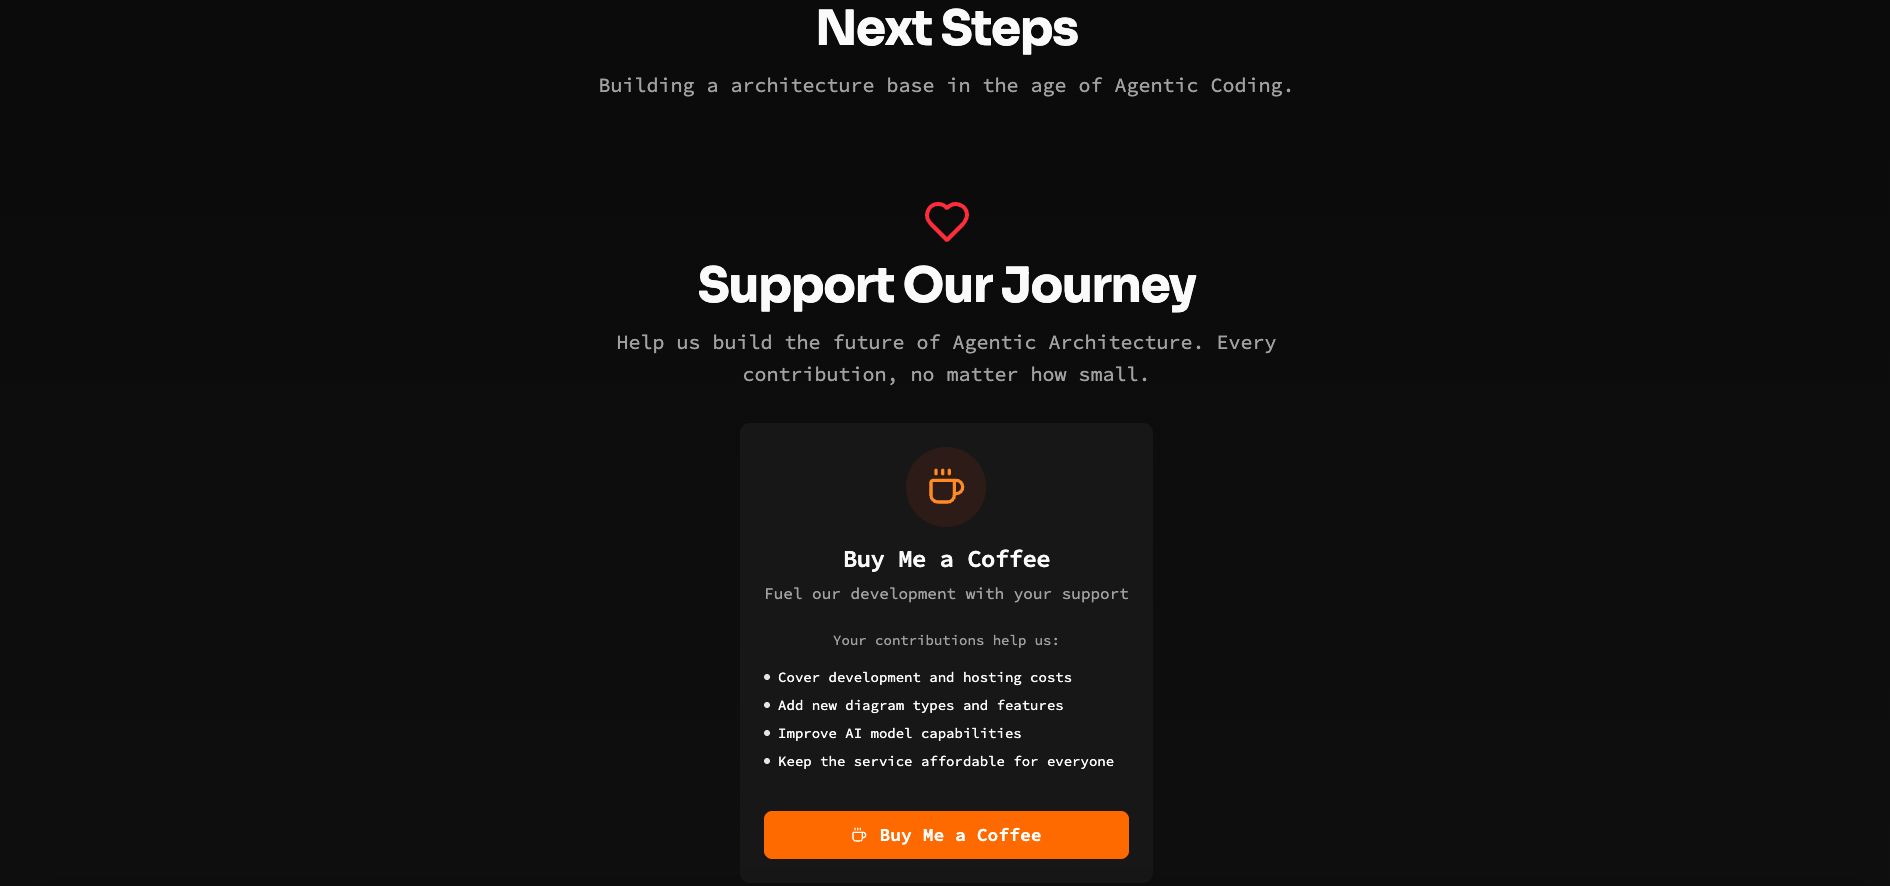 Next Steps
Building a architecture base in the age of Agentic Coding.
Support Our Journey
Help us build the future of Agentic Architecture. Every
contribution, no matter how small.
Buy Me a Coffee
Fuel our development with your support
Your contributions help us:
• Cover development and hosting costs
• Add new diagram types and features
• Improve AI model capabilities
• Keep the service affordable for everyone
Buy Me a Coffee